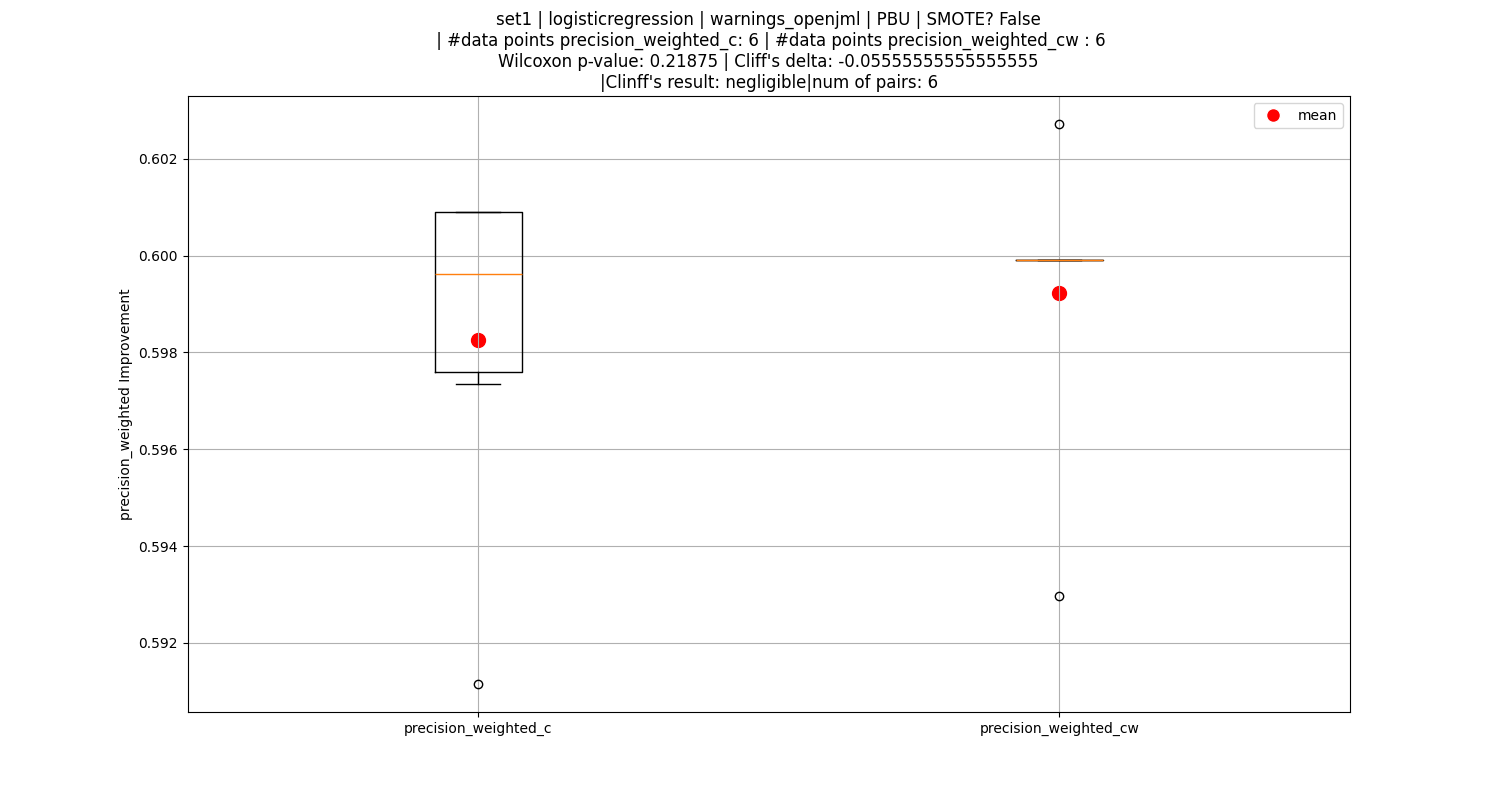 set1 | logisticregression | warnings_openjml | PBU | SMOTE? False
| #data points precision_weighted_c: 6 | #data points precision_weighted_cw : 6
Wilcoxon p-value: 0.21875 | Cliff's delta: -0.05555555555555555
|Clinff's result: negligible|num of pairs: 6
mean
0.602
0.600
0.598
0.596
0.594
0.592
precision_weighted Improvement
precision_weighted_c
precision_weighted_cw